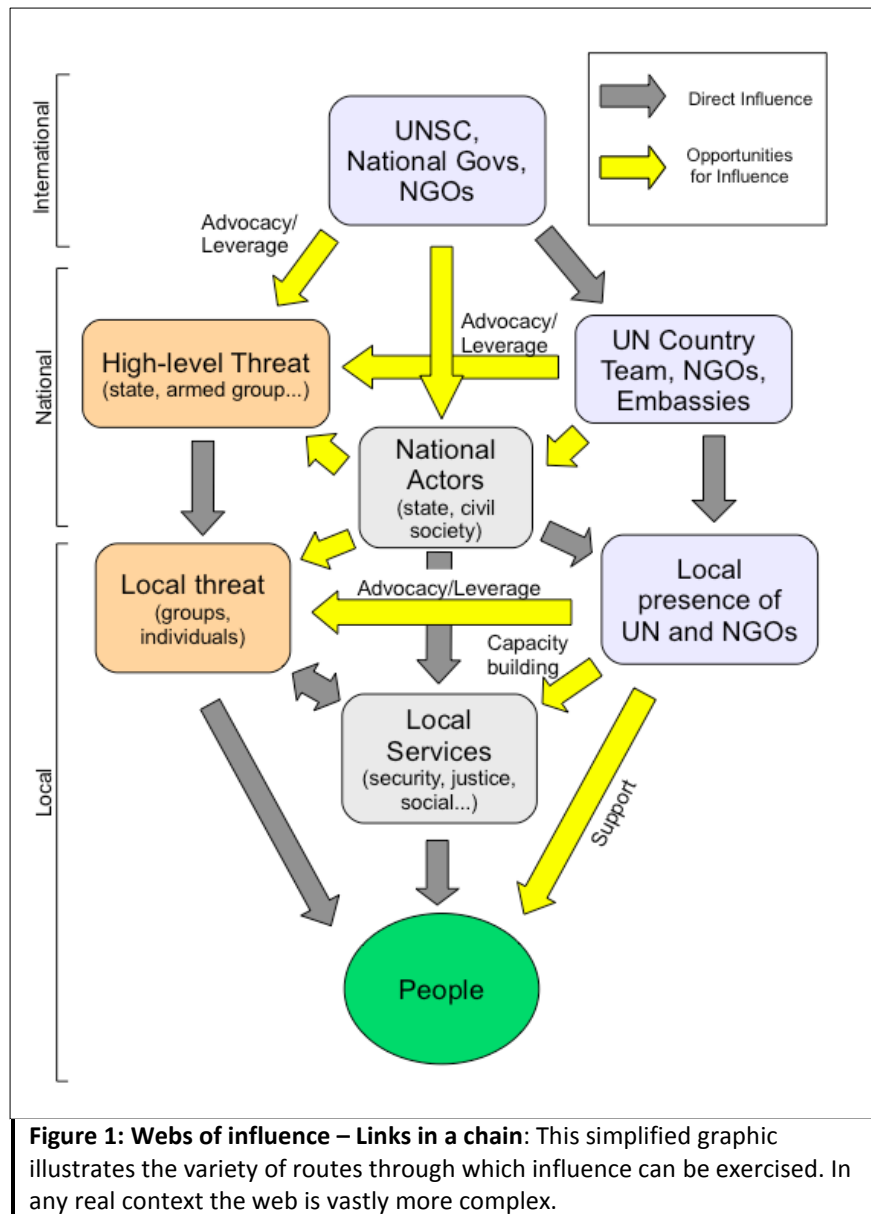 International
UNSC,
National Govs,
NGOs
Direct Influence
Opportunities
for Influence
Advocacy/
Leverage
National
High-level Threat
(state, armed group...)
Advocacy/
Leverage
UN Country
Team, NGOs,
Embassies
National
Actors
(state, civil
society)
Local
Local threat
(groups,
individuals)
Advocacy/Leverage
Local
presence of
UN and NGOs
Capacity
building
Local
Services
(security, justice,
social...)
Support
People
Figure 1: Webs of influence – Links in a chain: This simplified graphic
illustrates the variety of routes through which influence can be exercised. In
any real context the web is vastly more complex.